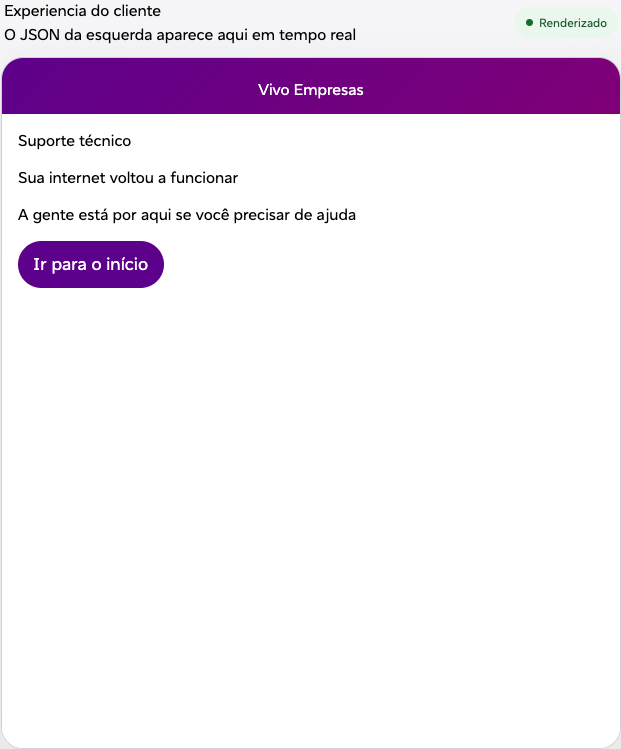 Experiencia do cliente
O JSON da esquerda aparece aqui em tempo real
Renderizado
Vivo Empresas
Suporte técnico
Sua internet voltou a funcionar
A gente está por aqui se você precisar de ajuda
Ir para o início